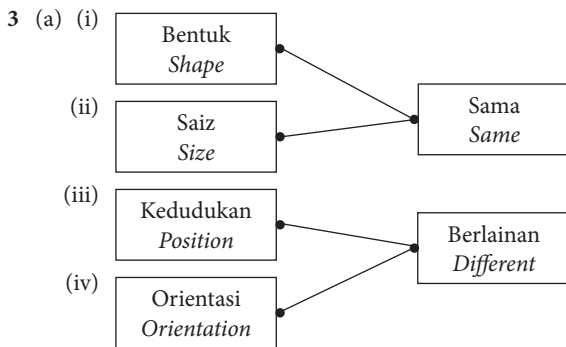 3 (a) (i)
Bentuk
Shape
(ii)
Saiz
Size
Sama
Same
(iii)
Kedudukan
Position
Berlainan
Different
(iv)
Orientasi
Orientation